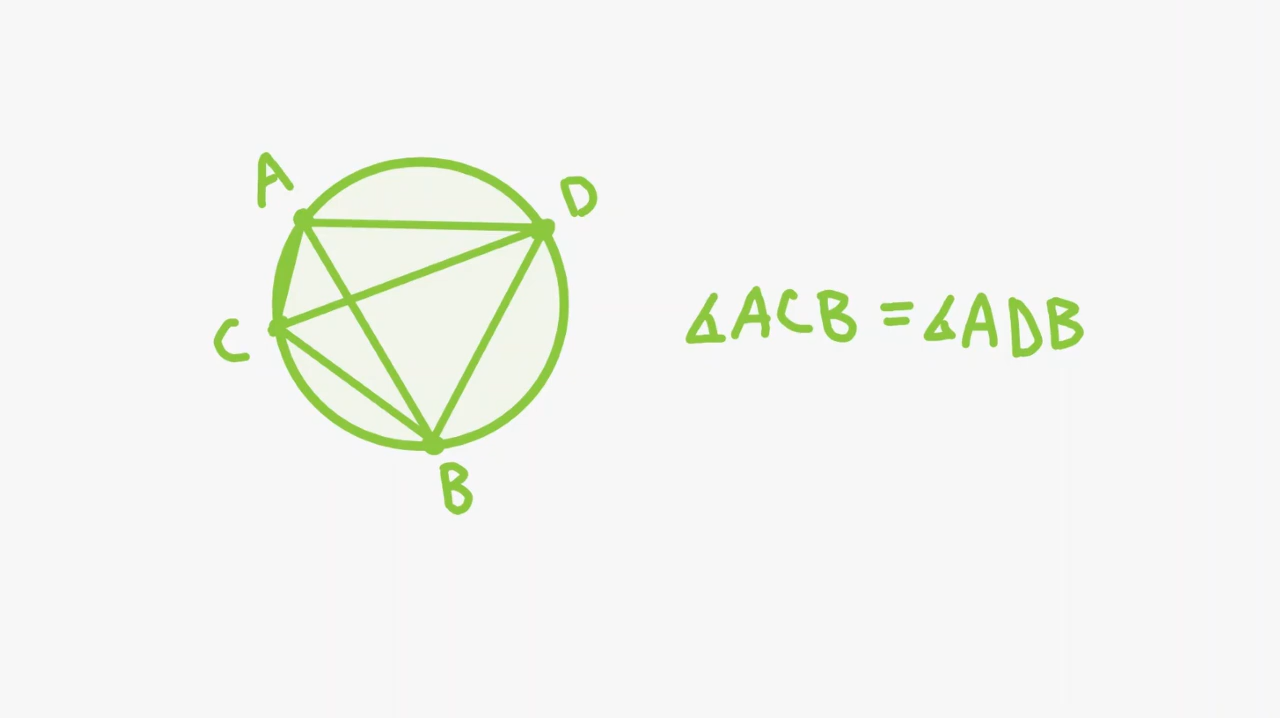 A
D
∡ACB = ∡ADB
C
B